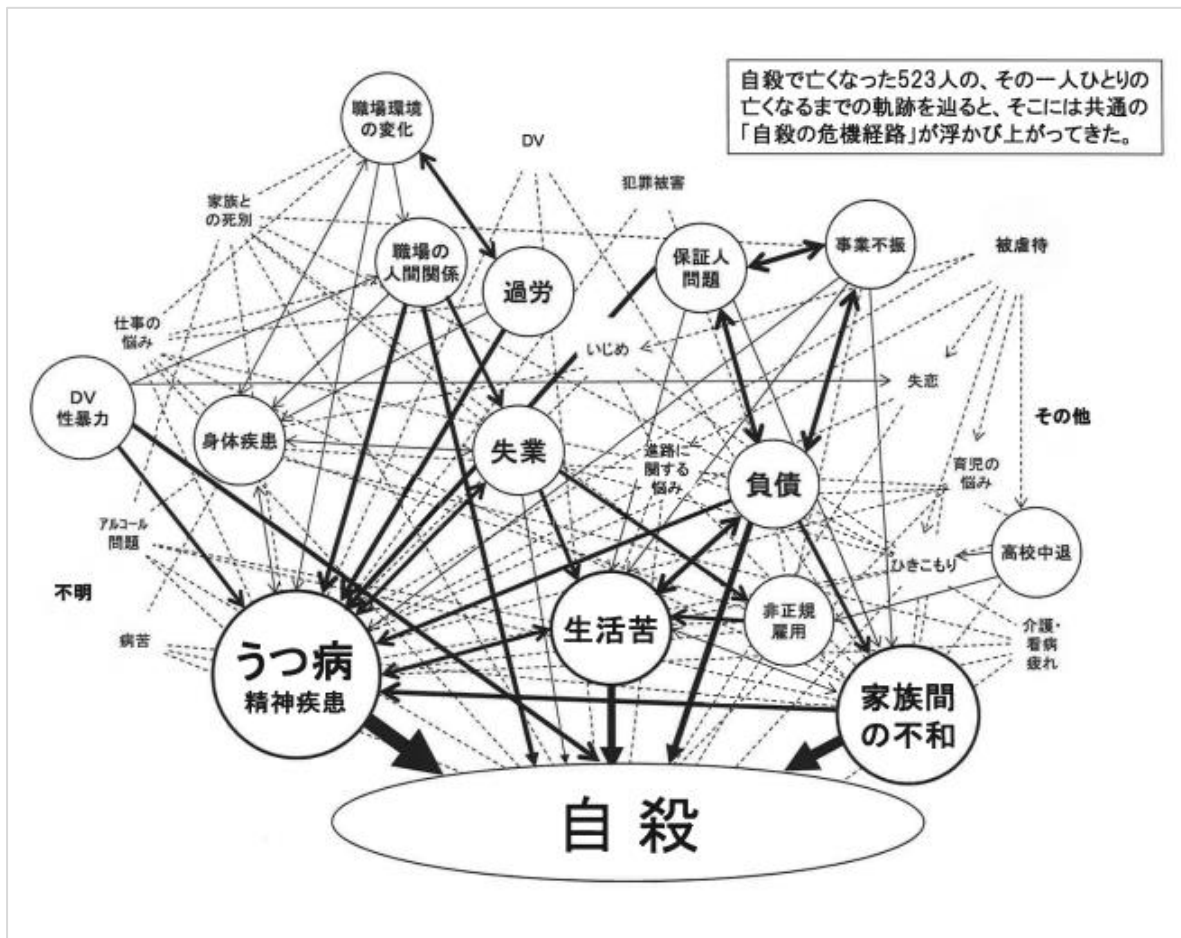 自殺で亡くなった523人の、その一人ひとりの
亡くなるまでの軌跡を辿ると、そこには共通の
「自殺の危機経路」が浮かび上がってきた。
職場環境
の変化
DV
犯罪被害
家族と
の死別
職場の
人間関係
過労
保証人
問題
事業不振
被虐待
仕事の
悩み
いじめ
失恋
DV
性暴力
その他
身体疾患
失業
進路に
関する
悩み
負債
育児の
悩み
アルコール
問題
ひきこもり
高校中退
不明
病苦
うつ病
精神疾患
生活苦
非正規
雇用
介護・
看病
疲れ
家族間
の不和
自殺